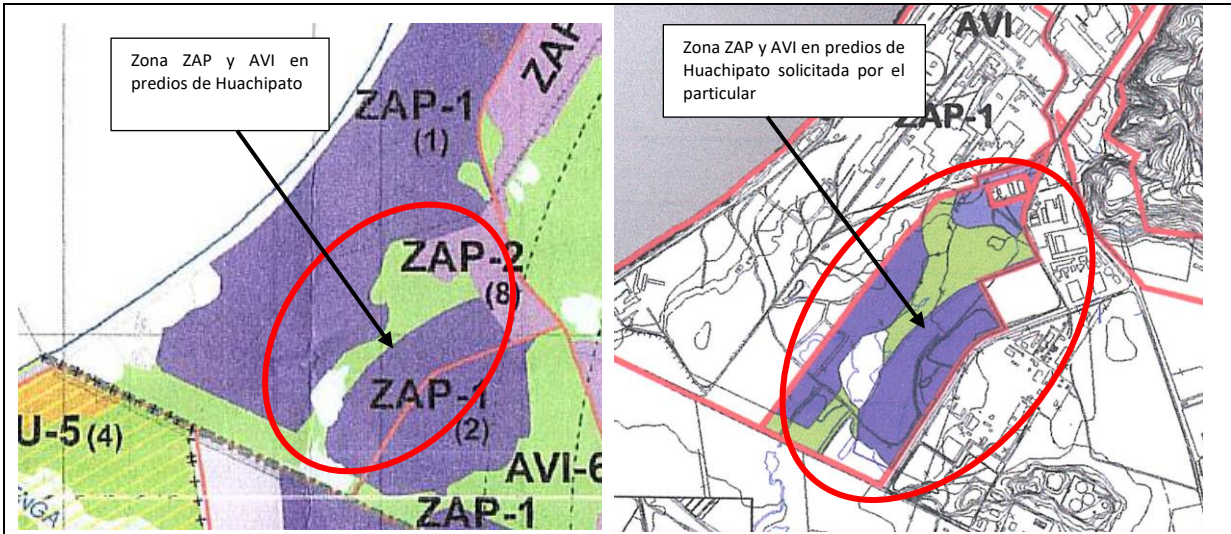 Zona ZAP y AVI en
predios de Huachipato
ZAP-1
(1)
ZAP-2
(8)
ZAP-1
(2)
U-5 (4)
AVI-6
ZAP-1
Zona ZAP y AVI en predios de
Huachipato solicitada por el
particular
AVI
ZAP-1